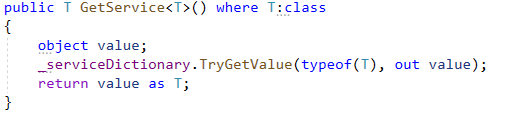 public T GetService<T>() where T:class
{
    object value;
    _serviceDictionary.TryGetValue(typeof(T), out value);
    return value as T;
}